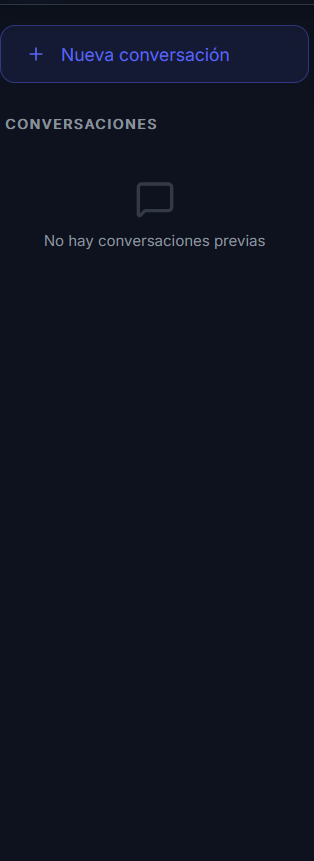 + Nueva conversación
CONVERSACIONES
No hay conversaciones previas